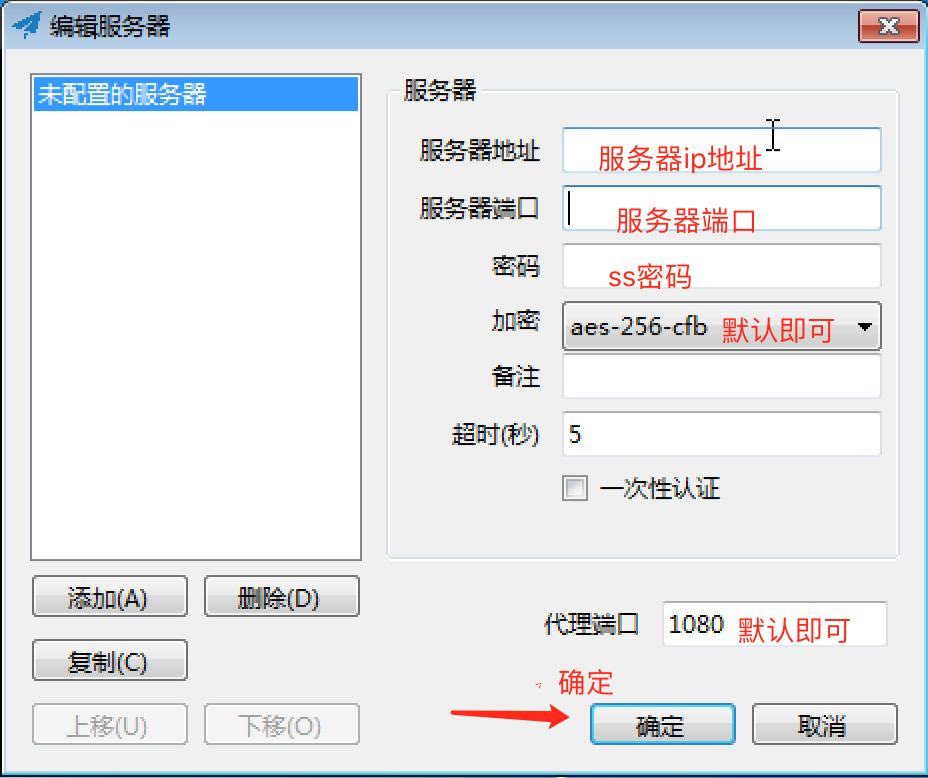 编辑服务器
未配置的服务器
服务器
服务器地址 服务器ip地址
服务器端口 服务器端口
密码 ss密码
加密 aes-256-cfb 默认即可
备注
超时(秒) 5
一次性认证
添加(A) 删除(D)
代理端口 1080 默认即可
复制(C)
确定
上移(U) 下移(O) 确定 取消